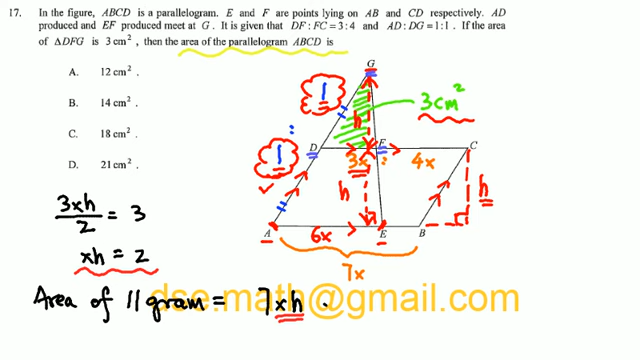 17. In the figure, ABCD is a parallelogram. E and F are points lying on AB and CD respectively. AD
produced and EF produced meet at G. It is given that DF : FC = 3 : 4 and AD : DG = 1 : 1. If the area
of ΔDFG is 3 cm², then the area of the parallelogram ABCD is
A. 12 cm².
B. 14 cm².
C. 18 cm².
D. 21 cm².
G
1
h
3cm²
:
D
F
C
1
3x
:
4x
h
h
A
6x
E
B
7x
3xh/2 = 3
xh = 2
Area of //gram = 7xh .
dse.math@gmail.com